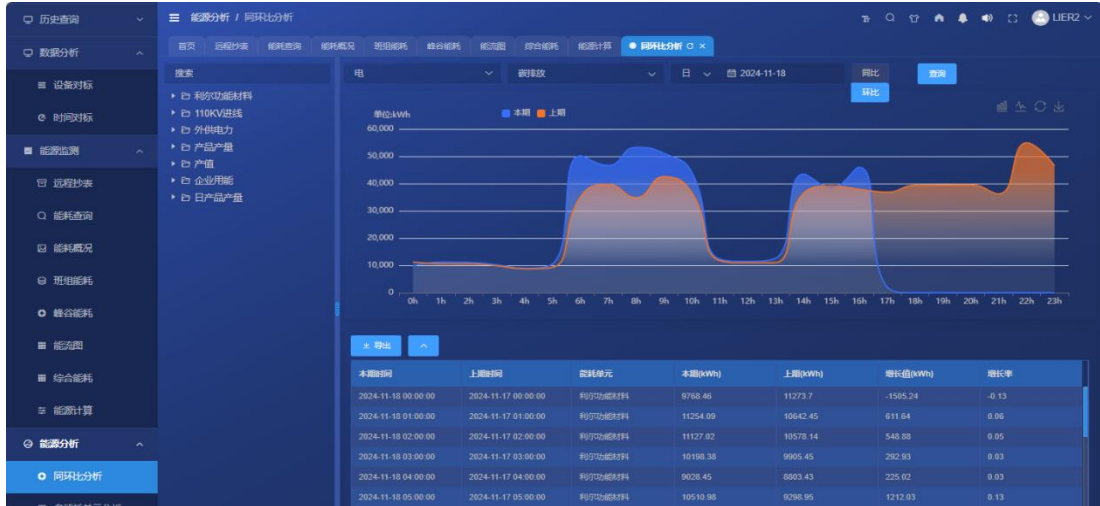 历史查询
数据分析
设备对标
时间对标
能源监测
远程抄表
能耗查询
能耗概况
班组能耗
峰谷能耗
能流图
综合能耗
能源计算
能源分析
同环比分析
能源分析 / 同环比分析
LIER2
首页 远程抄表 能耗查询 能耗概况 班组能耗 峰谷能耗 能流图 综合能耗 能源计算 同环比分析
搜索
利尔功能材料
110KV进线
外供电力
产品产量
产值
企业用能
日产品产量
电 碳排放 日 2024-11-18 同比 查询
环比
单位:kWh 本期 上期
60,000
50,000
40,000
30,000
20,000
10,000
0
0h 1h 2h 3h 4h 5h 6h 7h 8h 9h 10h 11h 12h 13h 14h 15h 16h 17h 18h 19h 20h 21h 22h 23h
导出
本期时间 上期时间 能耗单元 本期(kWh) 上期(kWh) 增长值(kWh) 增长率
2024-11-18 00:00:00 2024-11-17 00:00:00 利尔功能材料 9768.46 11273.7 -1505.24 -0.13
2024-11-18 01:00:00 2024-11-17 01:00:00 利尔功能材料 11254.09 10642.45 611.64 0.06
2024-11-18 02:00:00 2024-11-17 02:00:00 利尔功能材料 11127.02 10578.14 548.88 0.05
2024-11-18 03:00:00 2024-11-17 03:00:00 利尔功能材料 10198.38 9905.45 292.93 0.03
2024-11-18 04:00:00 2024-11-17 04:00:00 利尔功能材料 9028.45 8803.43 225.02 0.03
2024-11-18 05:00:00 2024-11-17 05:00:00 利尔功能材料 10510.98 9298.95 1212.03 0.13